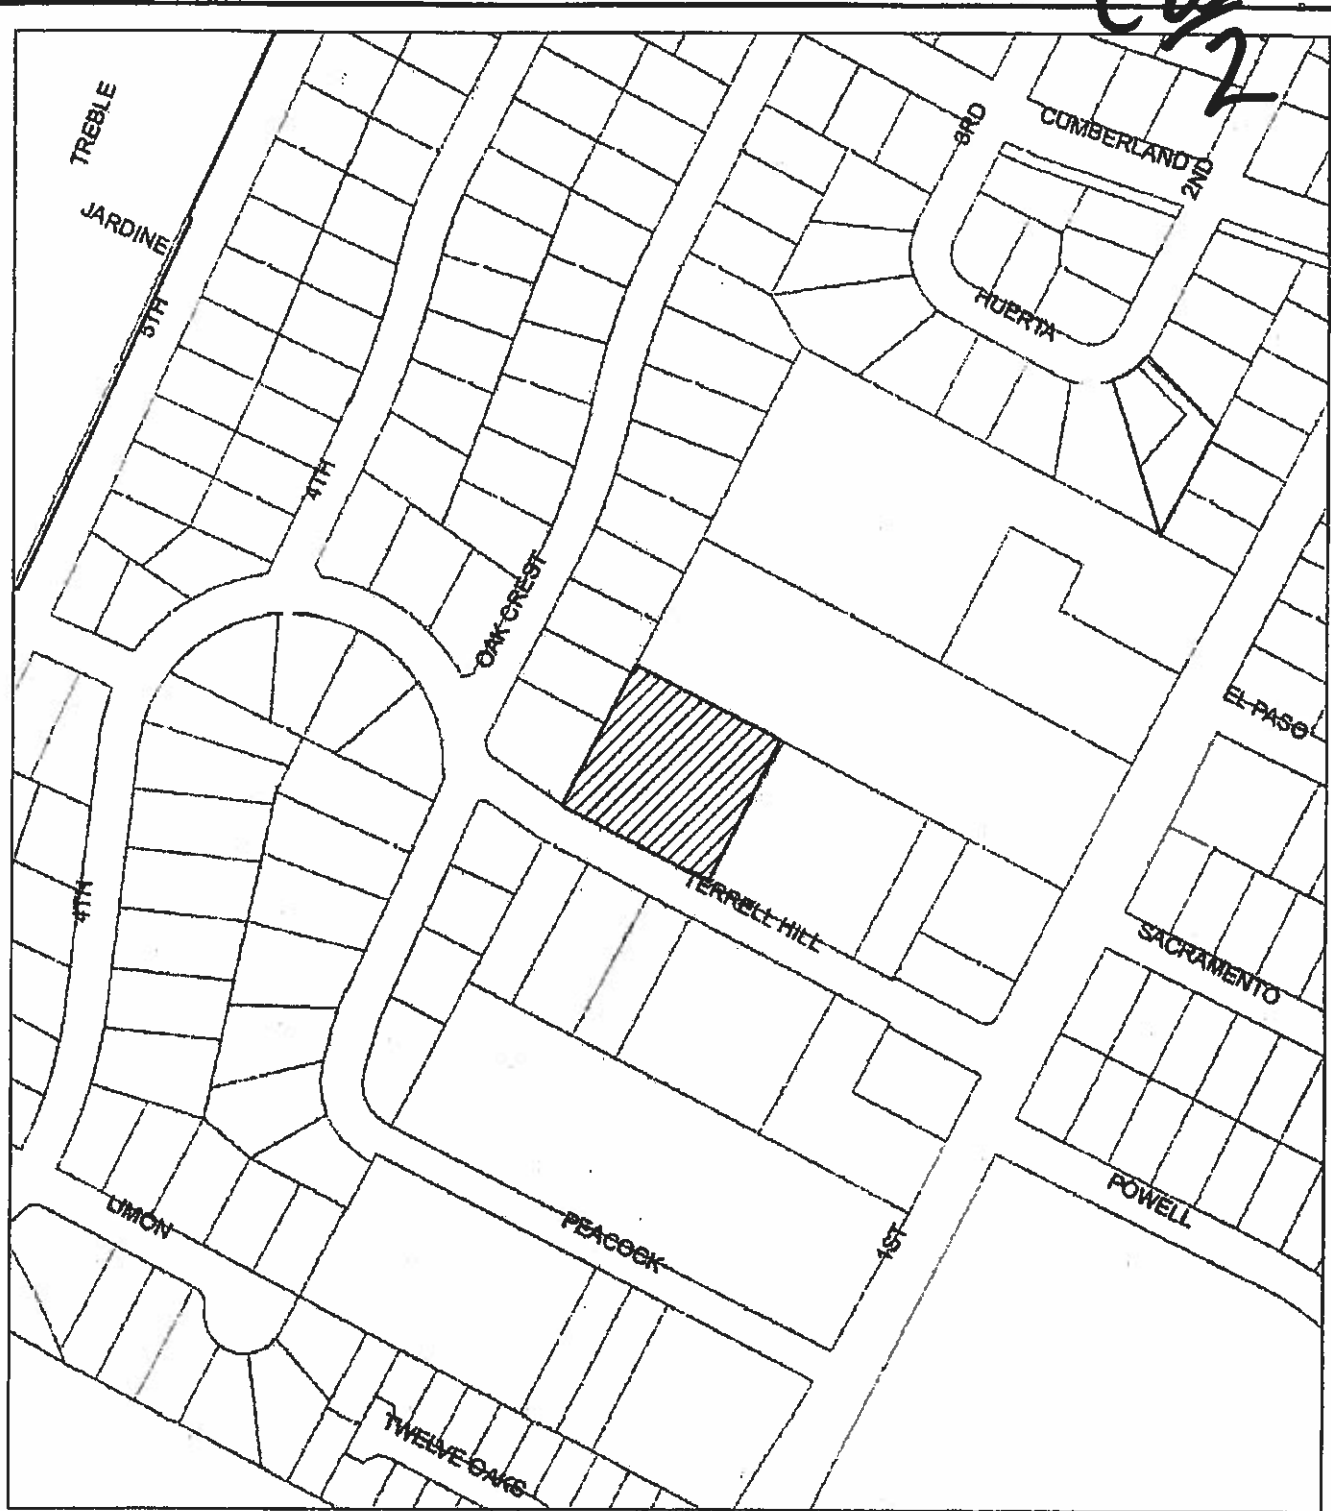 2
TREBLE
3RD
CUMBERLAND
2ND
JARDINE
5TH
HUERTA
4TH
OAK CREST
EL PASO
4TH
TERRELL HILL
SACRAMENTO
POWELL
LIMON
PEACOCK
1ST
TWELVE OAKS